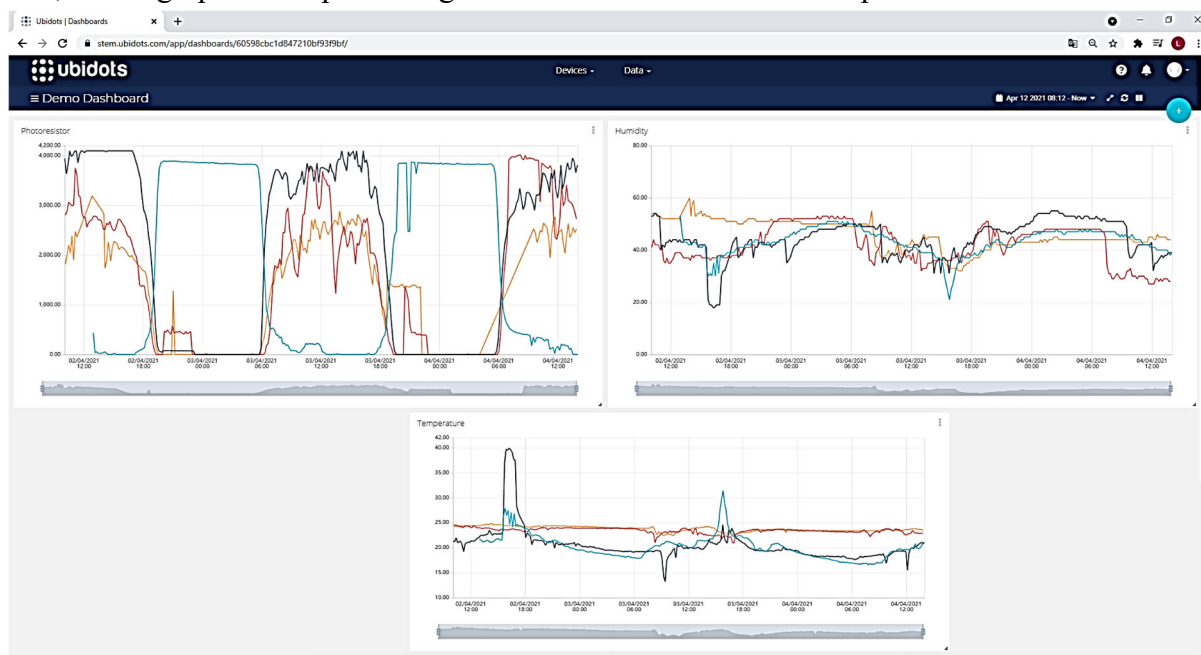 Ubidots | Dashboards
stem.ubidots.com/app/dashboards/60598cbc1d847210bf93f9bf/
L
ubidots
Devices
Data
Demo Dashboard
Apr 12 2021 08:12 - Now
Photoresistor
4,200.00
4,000.00
3,000.00
2,000.00
1,000.00
0.00
02/04/2021 02/04/2021 03/04/2021 03/04/2021 03/04/2021 03/04/2021 04/04/2021 04/04/2021 04/04/2021
12:00 18:00 00:00 06:00 12:00 18:00 00:00 06:00 12:00
Humidity
80.00
60.00
40.00
20.00
0.00
02/04/2021 02/04/2021 03/04/2021 03/04/2021 03/04/2021 03/04/2021 04/04/2021 04/04/2021 04/04/2021
12:00 18:00 00:00 06:00 12:00 18:00 00:00 06:00 12:00
Temperature
42.00
40.00
35.00
30.00
25.00
20.00
15.00
10.00
02/04/2021 02/04/2021 03/04/2021 03/04/2021 03/04/2021 03/04/2021 04/04/2021 04/04/2021 04/04/2021
12:00 18:00 00:00 06:00 12:00 18:00 00:00 06:00 12:00